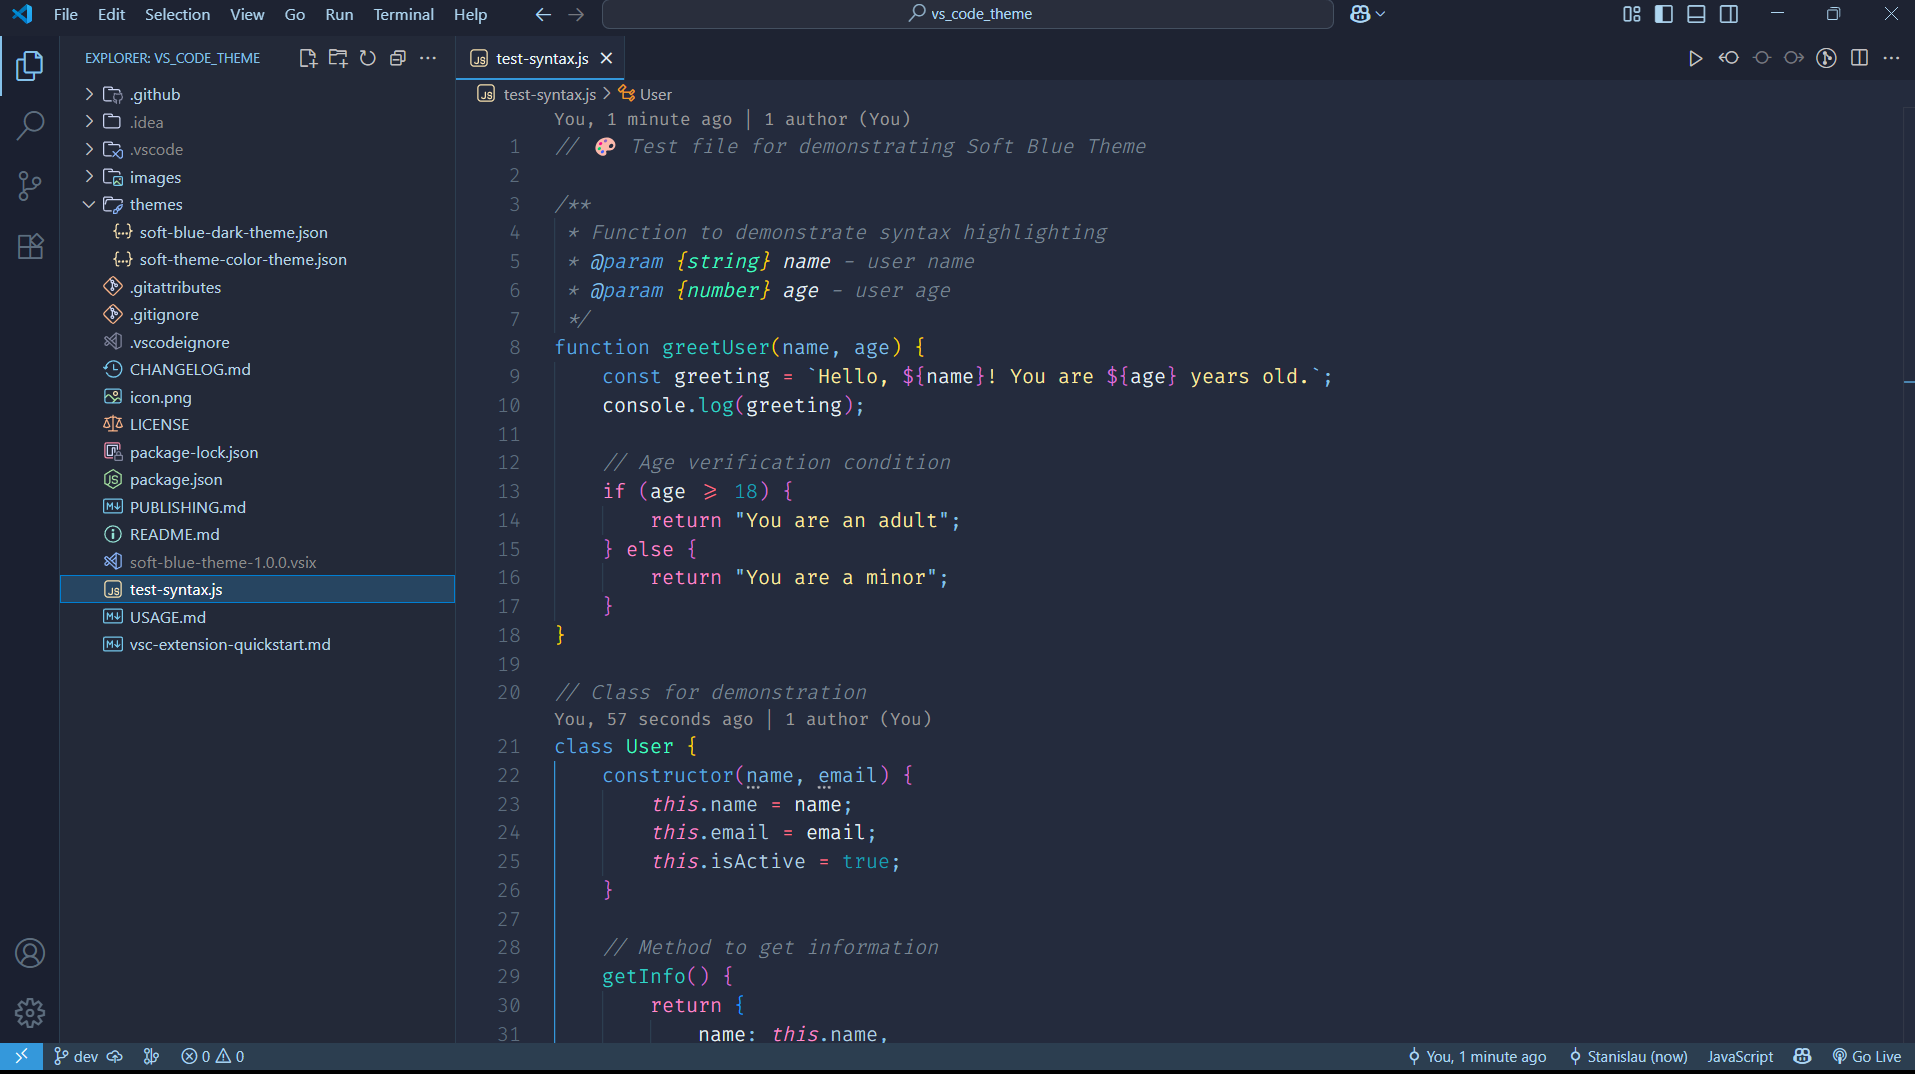 File Edit Selection View Go Run Terminal Help
vs_code_theme
EXPLORER: VS_CODE_THEME
.github
.idea
.vscode
images
themes
soft-blue-dark-theme.json
soft-theme-color-theme.json
.gitattributes
.gitignore
.vscodeignore
CHANGELOG.md
icon.png
LICENSE
package-lock.json
package.json
PUBLISHING.md
README.md
soft-blue-theme-1.0.0.vsix
test-syntax.js
USAGE.md
vsc-extension-quickstart.md
JS test-syntax.js
JS test-syntax.js > User
You, 1 minute ago | 1 author (You)
1 // 🎨 Test file for demonstrating Soft Blue Theme
2
3 /**
4 * Function to demonstrate syntax highlighting
5 * @param {string} name - user name
6 * @param {number} age - user age
7 */
8 function greetUser(name, age) {
9 const greeting = `Hello, ${name}! You are ${age} years old.`;
10 console.log(greeting);
11
12 // Age verification condition
13 if (age ⩾ 18) {
14 return "You are an adult";
15 } else {
16 return "You are a minor";
17 }
18 }
19
20 // Class for demonstration
You, 57 seconds ago | 1 author (You)
21 class User {
22 constructor(name, email) {
23 this.name = name;
24 this.email = email;
25 this.isActive = true;
26 }
27
28 // Method to get information
29 getInfo() {
30 return {
31 name: this.name,
dev 0 0 You, 1 minute ago Stanislau (now) JavaScript Go Live